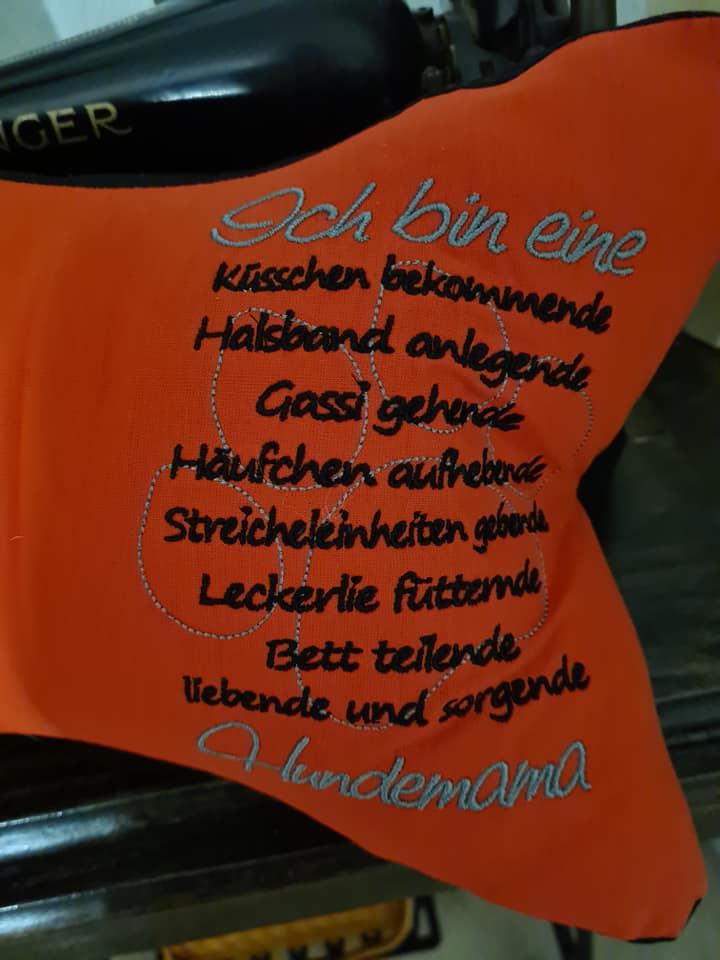 NGER
Ich bin eine
Küsschen bekommende
Halsband anlegende
Gassi gehende
Häufchen aufhebende
Streicheleinheiten gebende
Leckerlie fütternde
Bett teilende
liebende und sorgende
Hundemama